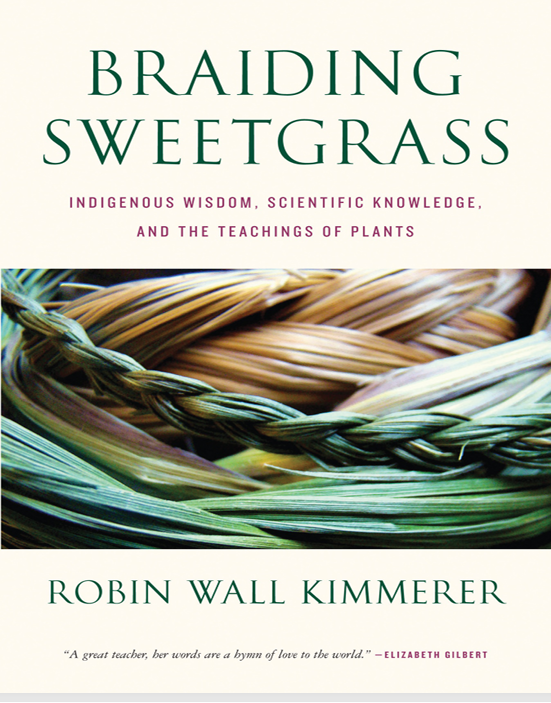 BRAIDING
SWEETGRASS
INDIGENOUS WISDOM, SCIENTIFIC KNOWLEDGE,
AND THE TEACHINGS OF PLANTS
ROBIN WALL KIMMERER
“A great teacher, her words are a hymn of love to the world.” —ELIZABETH GILBERT